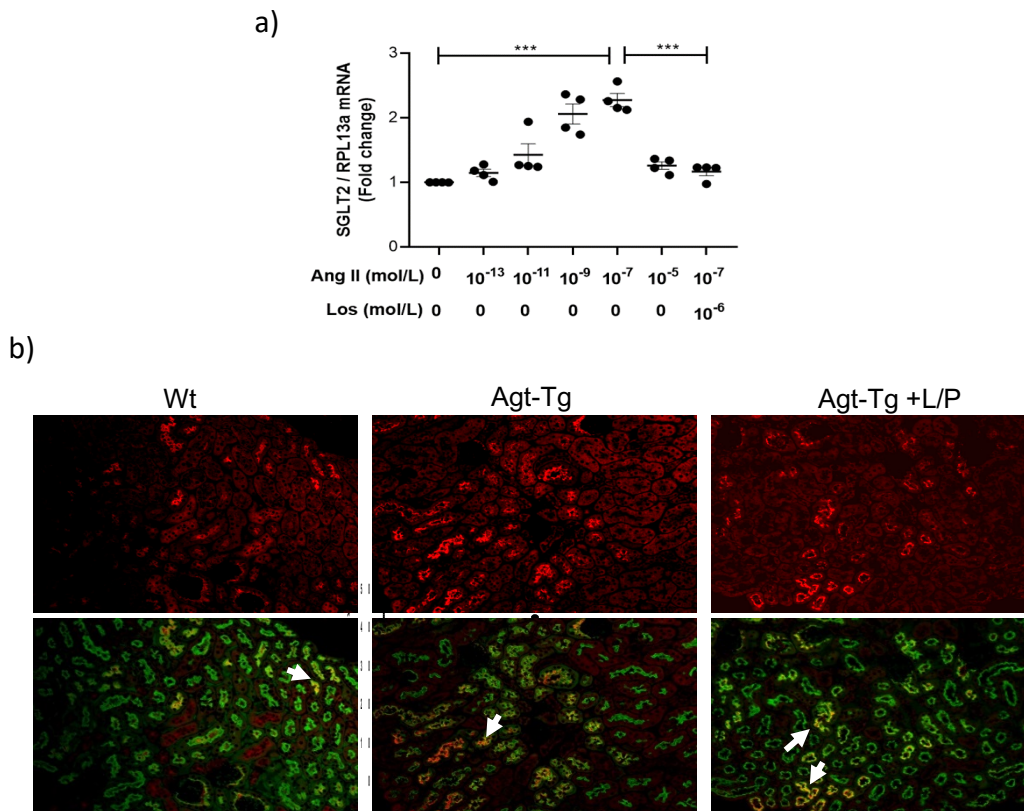 a)
***
***
3
2
1
0
SGLT2 / RPL13a mRNA
(Fold change)
Ang II (mol/L) 0 10⁻¹³ 10⁻¹¹ 10⁻⁹ 10⁻⁷ 10⁻⁵ 10⁻⁷
Los (mol/L) 0 0 0 0 0 0 10⁻⁶
b)
Wt Agt-Tg Agt-Tg +L/P